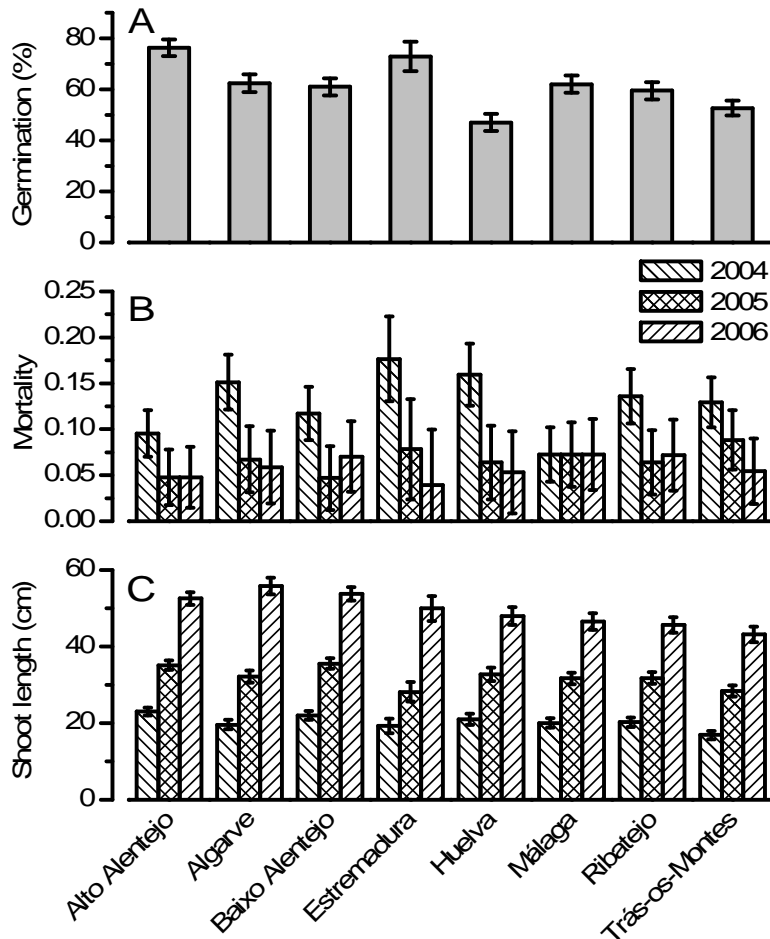 A
Germination (%)
80
60
40
20
0
2004
2005
2006
B
Mortality
0.25
0.20
0.15
0.10
0.05
0.00
C
Shoot length (cm)
60
40
20
0
Alto Alentejo
Algarve
Baixo Alentejo
Estremadura
Huelva
Málaga
Ribatejo
Trás-os-Montes